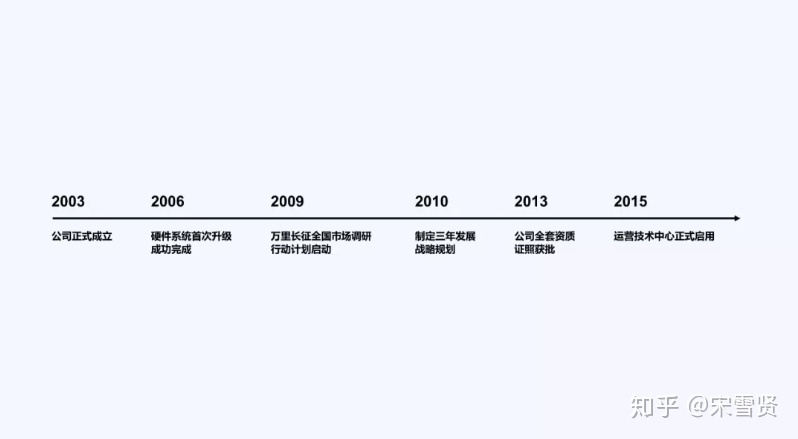 2003
2006
2009
2010
2013
2015
公司正式成立
硬件系统首次升级
成功完成
万里长征全国市场调研
行动计划启动
制定三年发展
战略规划
公司全套资质
证照获批
运营技术中心正式启用
知乎 @宋雪贤